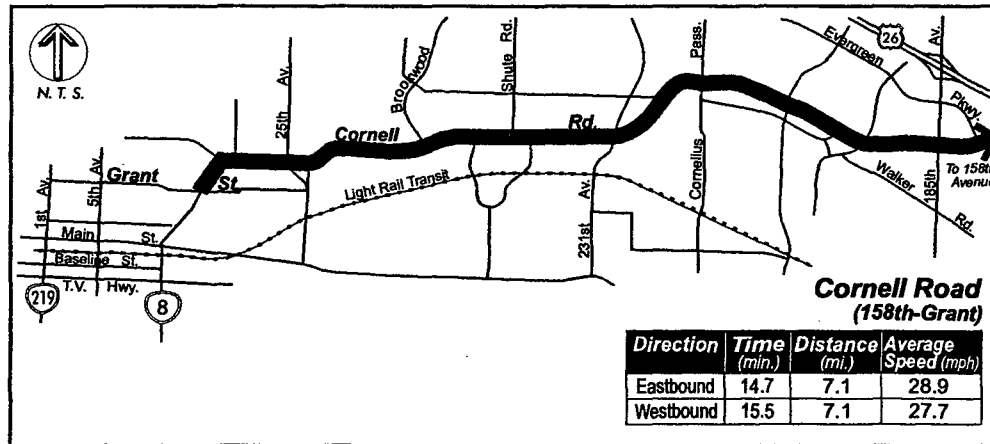 N. T. S.
26
Av.
Pass.
Rd.
Shute
Brookwood
Av.
25th
Evergreen
Pkwy.
Cornell Rd.
Grant St.
Light Rail Transit
5th Av.
1st Av.
Main St.
Baseline St.
T.V. Hwy.
219
8
231st Av.
Cornelius
Walker Rd.
185th
To 158th
Avenue
Cornell Road
(158th-Grant)
Direction Time (min.) Distance (mi.) Average Speed (mph)
Eastbound 14.7 7.1 28.9
Westbound 15.5 7.1 27.7